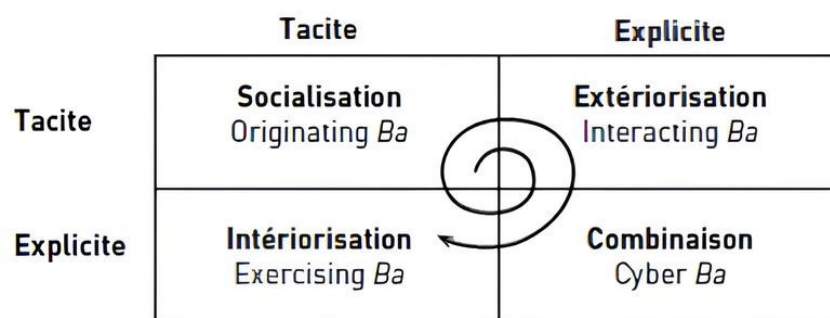 Tacite Explicite
Tacite
Socialisation
Originating Ba
Extériorisation
Interacting Ba
Explicite
Intériorisation
Exercising Ba
Combinaison
Cyber Ba